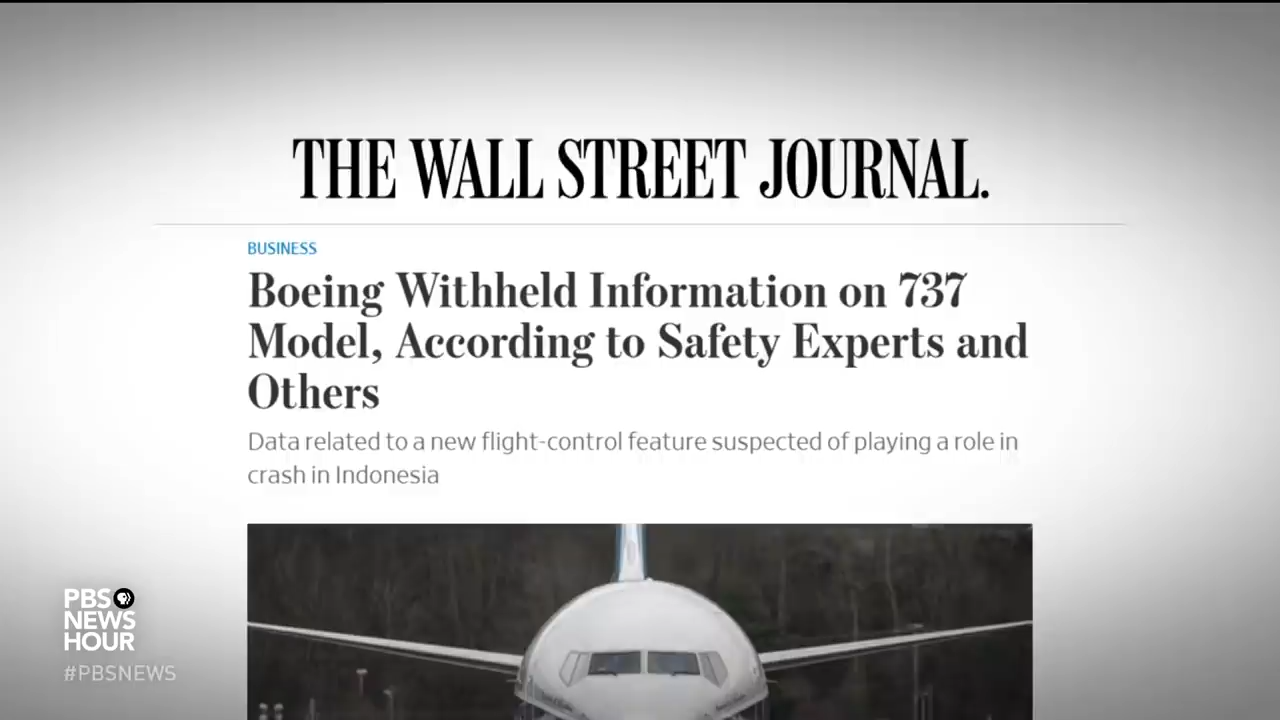 THE WALL STREET JOURNAL.
BUSINESS
Boeing Withheld Information on 737
Model, According to Safety Experts and
Others
Data related to a new flight-control feature suspected of playing a role in
crash in Indonesia
PBS
NEWS
HOUR
#PBSNEWS